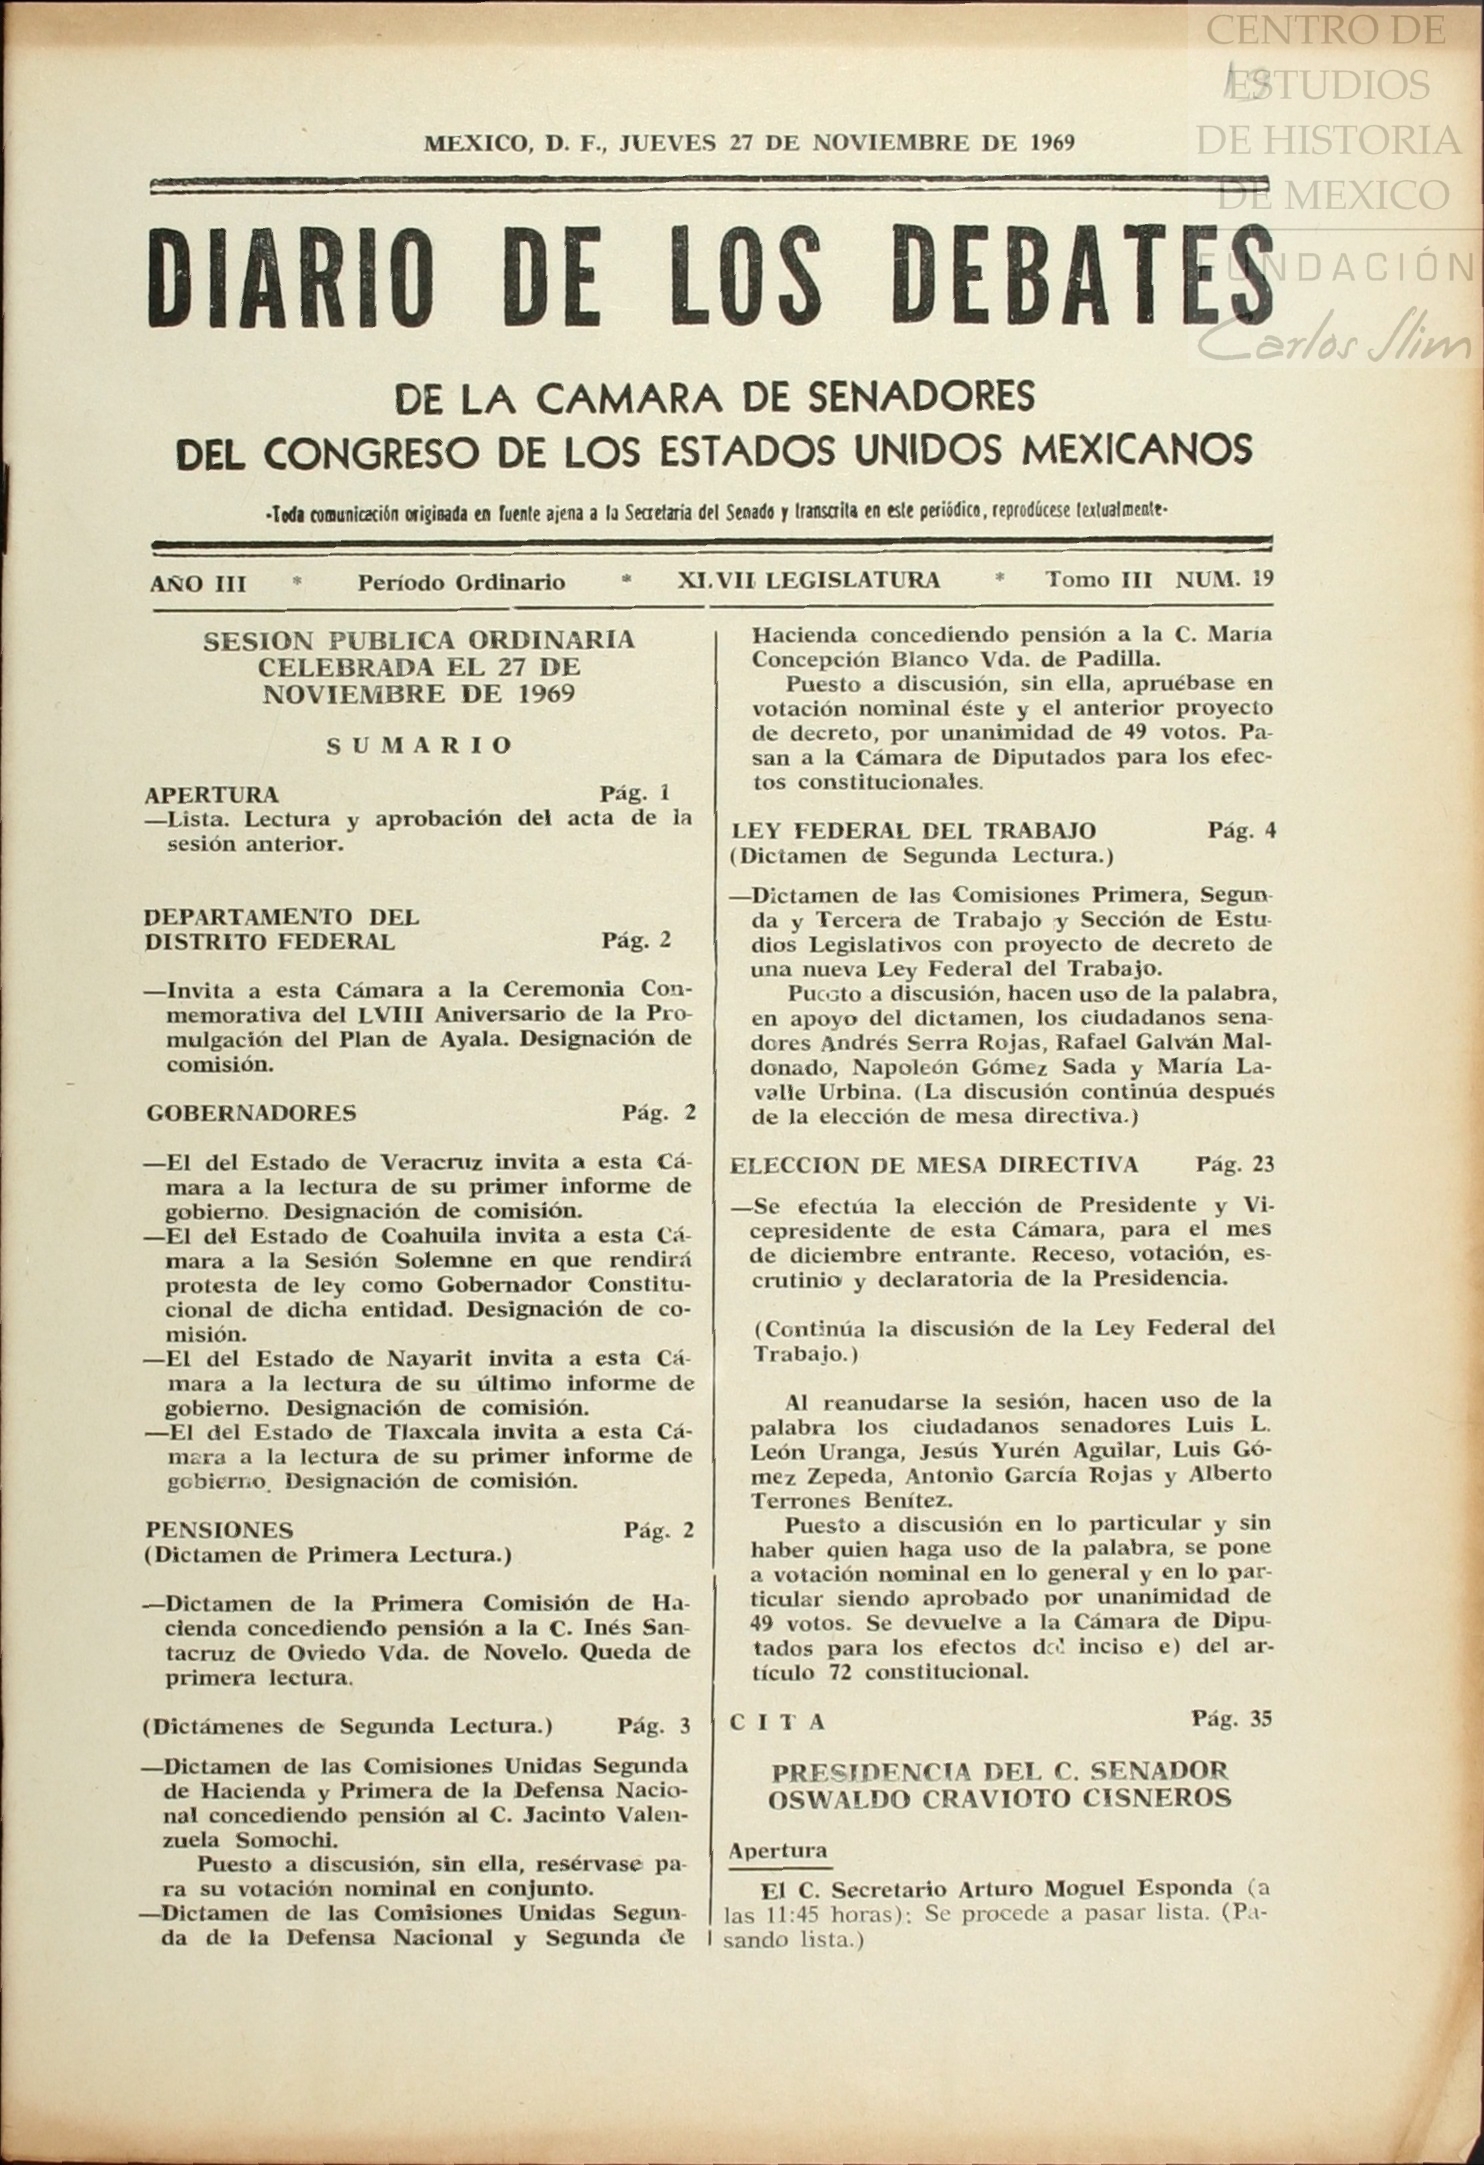 CENTRO DE
ESTUDIOS
DE HISTORIA
DE MEXICO
FUNDACIÓN
Carlos Slim
19
MEXICO, D. F., JUEVES 27 DE NOVIEMBRE DE 1969
DIARIO DE LOS DEBATES
DE LA CAMARA DE SENADORES
DEL CONGRESO DE LOS ESTADOS UNIDOS MEXICANOS
-Toda comunicación originada en fuente ajena a la Secretaría del Senado y transcrita en este periódico, reprodúcese textualmente-
AÑO III * Período Ordinario * XLVII LEGISLATURA * Tomo III NUM. 19
SESION PUBLICA ORDINARIA
CELEBRADA EL 27 DE
NOVIEMBRE DE 1969
SUMARIO
APERTURA Pág. 1
—Lista. Lectura y aprobación del acta de la
sesión anterior.
DEPARTAMENTO DEL
DISTRITO FEDERAL Pág. 2
—Invita a esta Cámara a la Ceremonia Con-
memorativa del LVIII Aniversario de la Pro-
mulgación del Plan de Ayala. Designación de
comisión.
GOBERNADORES Pág. 2
—El del Estado de Veracruz invita a esta Cá-
mara a la lectura de su primer informe de
gobierno. Designación de comisión.
—El del Estado de Coahuila invita a esta Cá-
mara a la Sesión Solemne en que rendirá
protesta de ley como Gobernador Constitu-
cional de dicha entidad. Designación de co-
misión.
—El del Estado de Nayarit invita a esta Cá-
mara a la lectura de su último informe de
gobierno. Designación de comisión.
—El del Estado de Tlaxcala invita a esta Cá-
mara a la lectura de su primer informe de
gobierno. Designación de comisión.
PENSIONES Pág. 2
(Dictamen de Primera Lectura.)
—Dictamen de la Primera Comisión de Ha-
cienda concediendo pensión a la C. Inés San-
tacruz de Oviedo Vda. de Novelo. Queda de
primera lectura.
(Dictámenes de Segunda Lectura.) Pág. 3
—Dictamen de las Comisiones Unidas Segunda
de Hacienda y Primera de la Defensa Nacio-
nal concediendo pensión al C. Jacinto Valen-
zuela Somochi.
Puesto a discusión, sin ella, resérvase pa-
ra su votación nominal en conjunto.
—Dictamen de las Comisiones Unidas Segun-
da de la Defensa Nacional y Segunda de
Hacienda concediendo pensión a la C. María
Concepción Blanco Vda. de Padilla.
Puesto a discusión, sin ella, apruébase en
votación nominal éste y el anterior proyecto
de decreto, por unanimidad de 49 votos. Pa-
san a la Cámara de Diputados para los efec-
tos constitucionales.
LEY FEDERAL DEL TRABAJO Pág. 4
(Dictamen de Segunda Lectura.)
—Dictamen de las Comisiones Primera, Segun-
da y Tercera de Trabajo y Sección de Estu-
dios Legislativos con proyecto de decreto de
una nueva Ley Federal del Trabajo.
Puesto a discusión, hacen uso de la palabra,
en apoyo del dictamen, los ciudadanos sena-
dores Andrés Serra Rojas, Rafael Galván Mal-
donado, Napoleón Gómez Sada y María La-
valle Urbina. (La discusión continúa después
de la elección de mesa directiva.)
ELECCION DE MESA DIRECTIVA Pág. 23
—Se efectúa la elección de Presidente y Vi-
cepresidente de esta Cámara, para el mes
de diciembre entrante. Receso, votación, es-
crutinio y declaratoria de la Presidencia.
(Continúa la discusión de la Ley Federal del
Trabajo.)
Al reanudarse la sesión, hacen uso de la
palabra los ciudadanos senadores Luis L.
León Uranga, Jesús Yurén Aguilar, Luis Gó-
mez Zepeda, Antonio García Rojas y Alberto
Terrones Benítez.
Puesto a discusión en lo particular y sin
haber quien haga uso de la palabra, se pone
a votación nominal en lo general y en lo par-
ticular siendo aprobado por unanimidad de
49 votos. Se devuelve a la Cámara de Dipu-
tados para los efectos del inciso e) del ar-
tículo 72 constitucional.
CITA Pág. 35
PRESIDENCIA DEL C. SENADOR
OSWALDO CRAVIOTO CISNEROS
Apertura
El C. Secretario Arturo Moguel Esponda (a
las 11:45 horas): Se procede a pasar lista. (Pa-
sando lista.)